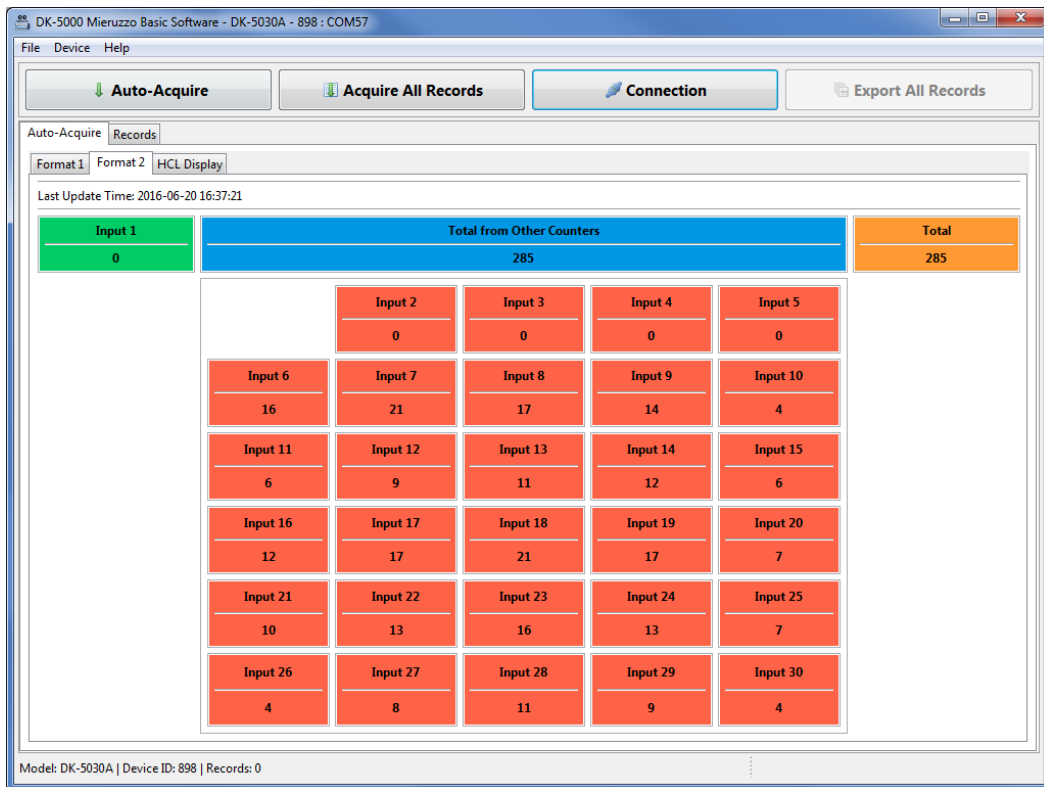 DK-5000 Mieruzzo Basic Software - DK-5030A - 898 : COM57
File Device Help
Auto-Acquire Acquire All Records Connection Export All Records
Auto-Acquire Records
Format 1 Format 2 HCL Display
Last Update Time: 2016-06-20 16:37:21
Input 1 Total from Other Counters Total
0 285 285
Input 2 Input 3 Input 4 Input 5
0 0 0 0
Input 6 Input 7 Input 8 Input 9 Input 10
16 21 17 14 4
Input 11 Input 12 Input 13 Input 14 Input 15
6 9 11 12 6
Input 16 Input 17 Input 18 Input 19 Input 20
12 17 21 17 7
Input 21 Input 22 Input 23 Input 24 Input 25
10 13 16 13 7
Input 26 Input 27 Input 28 Input 29 Input 30
4 8 11 9 4
Model: DK-5030A | Device ID: 898 | Records: 0